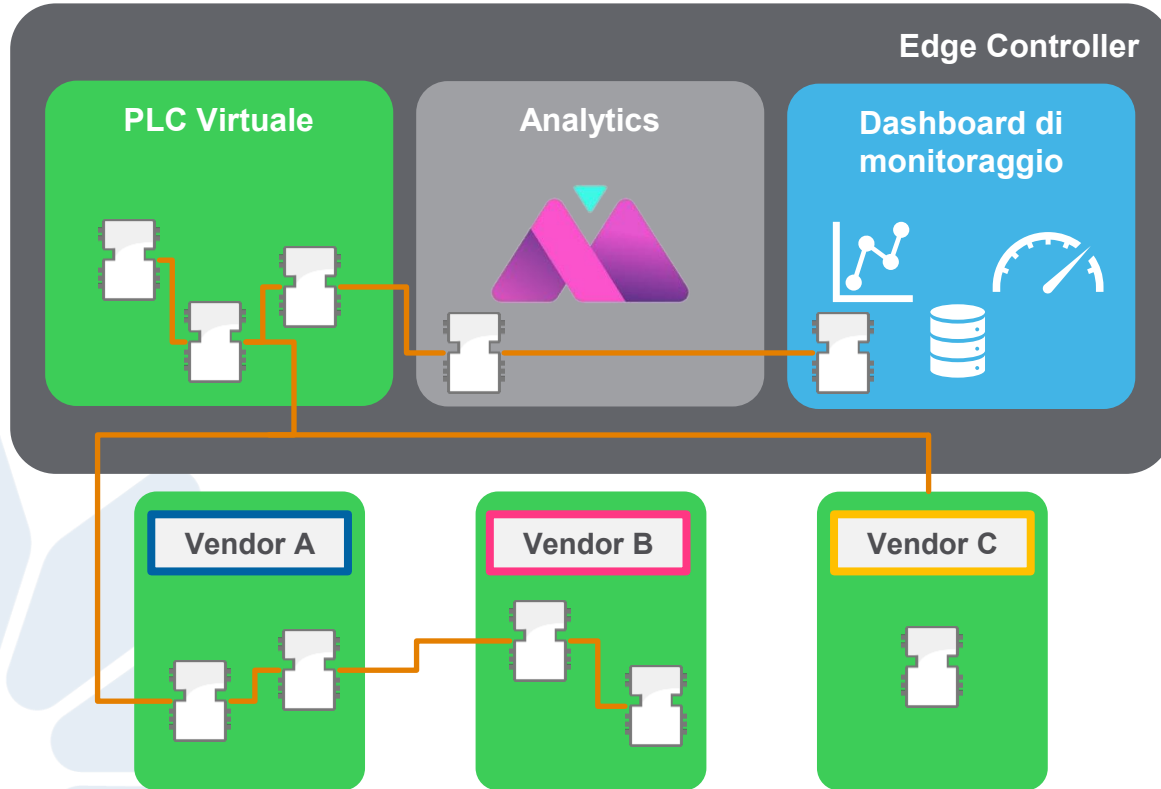 Edge Controller
PLC Virtuale
Analytics
Dashboard di
monitoraggio
Vendor A
Vendor B
Vendor C